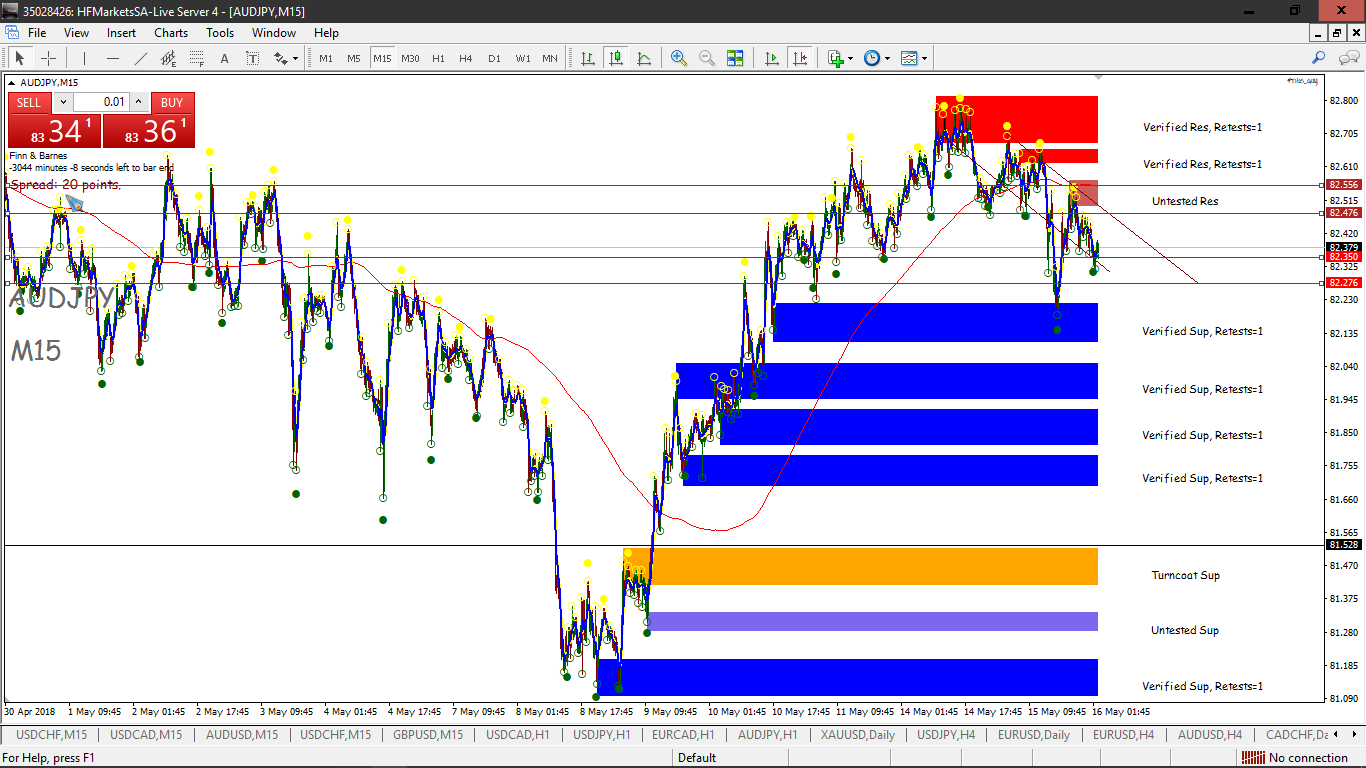 35028426: HFMarketsSA-Live Server 4 - [AUDJPY,M15]
File View Insert Charts Tools Window Help
A T M1 M5 M15 M30 H1 H4 D1 W1 MN
AUDJPY,M15
SELL 0.01 BUY
83 34 1 83 36 1
Finn & Barnes
-3044 minutes -8 seconds left to bar end
Spread: 20 points.
AUDJPY
M15
Verified Res, Retests=1
Verified Res, Retests=1
Untested Res
Verified Sup, Retests=1
Verified Sup, Retests=1
Verified Sup, Retests=1
Verified Sup, Retests=1
Turncoat Sup
Untested Sup
Verified Sup, Retests=1
82.800
82.705
82.610
82.556
82.515
82.476
82.420
82.379
82.350
82.325
82.276
82.230
82.135
82.040
81.945
81.850
81.755
81.660
81.565
81.528
81.470
81.375
81.280
81.185
81.090
30 Apr 2018 1 May 09:45 2 May 01:45 2 May 17:45 3 May 09:45 4 May 01:45 4 May 17:45 7 May 09:45 8 May 01:45 8 May 17:45 9 May 09:45 10 May 01:45 10 May 17:45 11 May 09:45 14 May 01:45 14 May 17:45 15 May 09:45 16 May 01:45
USDCHF,M15 USDCAD,M15 AUDUSD,M15 USDCHF,M15 GBPUSD,M15 USDCAD,H1 USDJPY,H1 EURCAD,H1 AUDJPY,H1 XAUUSD,Daily USDJPY,H4 EURUSD,Daily EURUSD,H4 AUDUSD,H4 CADCHF,Da
For Help, press F1 Default No connection